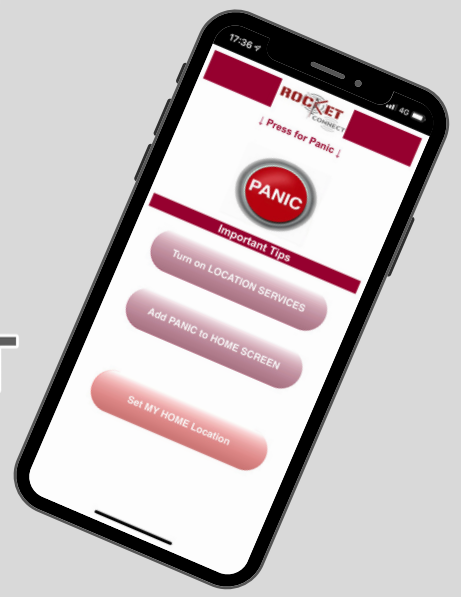 17:36
4G
ROCKET
CONNECT
↓ Press for Panic ↓
PANIC
Important Tips
Turn on LOCATION SERVICES
Add PANIC to HOME SCREEN
Set MY HOME Location
T